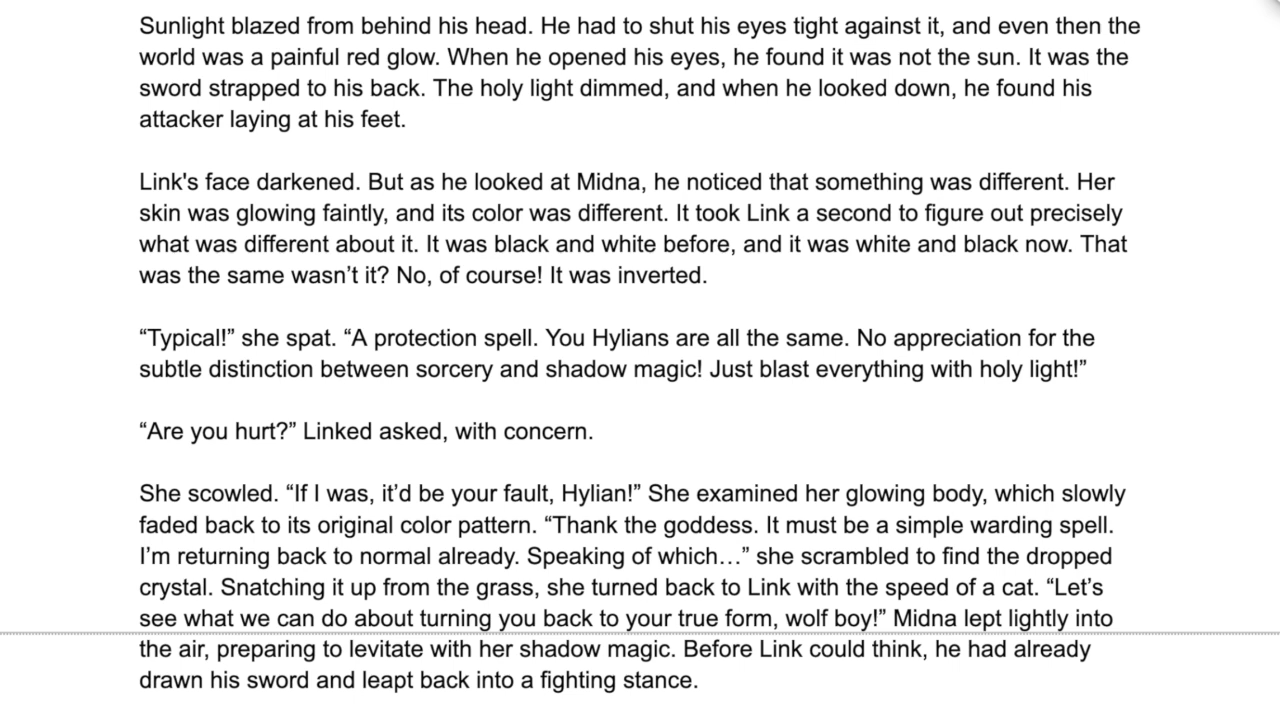 Sunlight blazed from behind his head. He had to shut his eyes tight against it, and even then the
world was a painful red glow. When he opened his eyes, he found it was not the sun. It was the
sword strapped to his back. The holy light dimmed, and when he looked down, he found his
attacker laying at his feet.
Link's face darkened. But as he looked at Midna, he noticed that something was different. Her
skin was glowing faintly, and its color was different. It took Link a second to figure out precisely
what was different about it. It was black and white before, and it was white and black now. That
was the same wasn’t it? No, of course! It was inverted.
“Typical!” she spat. “A protection spell. You Hylians are all the same. No appreciation for the
subtle distinction between sorcery and shadow magic! Just blast everything with holy light!”
“Are you hurt?” Linked asked, with concern.
She scowled. “If I was, it’d be your fault, Hylian!” She examined her glowing body, which slowly
faded back to its original color pattern. “Thank the goddess. It must be a simple warding spell.
I’m returning back to normal already. Speaking of which…” she scrambled to find the dropped
crystal. Snatching it up from the grass, she turned back to Link with the speed of a cat. “Let’s
see what we can do about turning you back to your true form, wolf boy!” Midna lept lightly into
the air, preparing to levitate with her shadow magic. Before Link could think, he had already
drawn his sword and leapt back into a fighting stance.